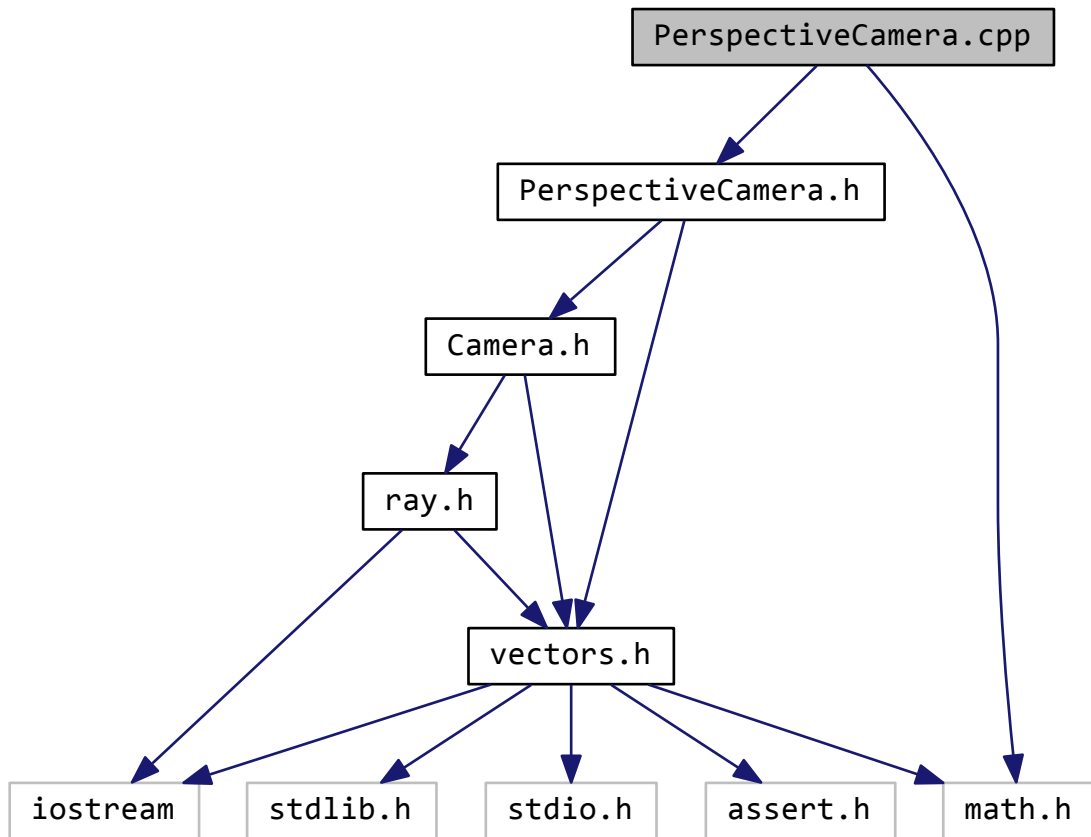 PerspectiveCamera.cpp
PerspectiveCamera.h
Camera.h
ray.h
vectors.h
iostream
stdlib.h
stdio.h
assert.h
math.h